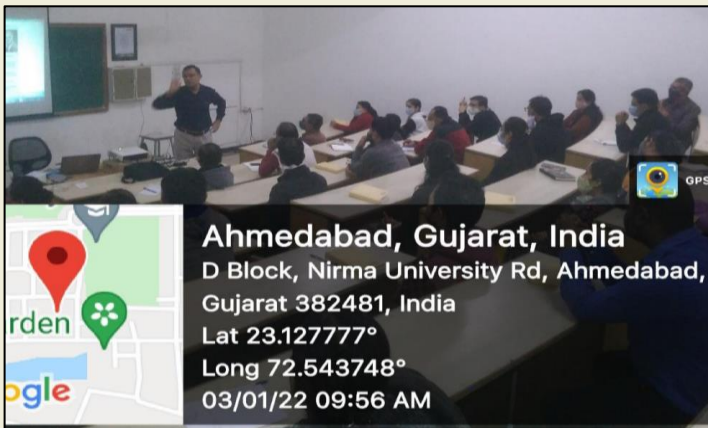 GPS
Ahmedabad, Gujarat, India
D Block, Nirma University Rd, Ahmedabad,
Gujarat 382481, India
Lat 23.127777°
Long 72.543748°
03/01/22 09:56 AM
rden
ogle